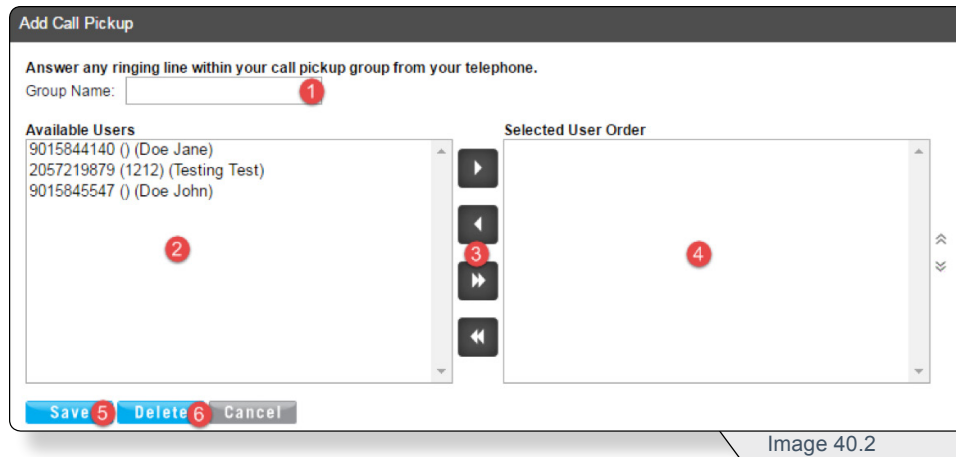 Add Call Pickup
Answer any ringing line within your call pickup group from your telephone.
Group Name: 1
Available Users
9015844140 () (Doe Jane)
2057219879 (1212) (Testing Test)
9015845547 () (Doe John)
2
3
Selected User Order
4
Save 5 Delete 6 Cancel
Image 40.2